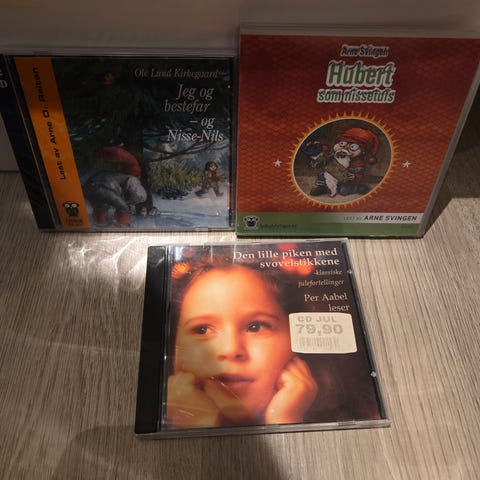 Ole Lund Kirkegaard
Jeg og
bestefar
– og
Nisse-Nils
Lest av Arne O. Reitan
Arne Svingen
Hubert
som nissetufs
LEST AV ARNE SVINGEN
Den lille piken med
svovelstikkene
-klassiske
julefortellinger
Per Aabel
leser
CD JUL
79,90